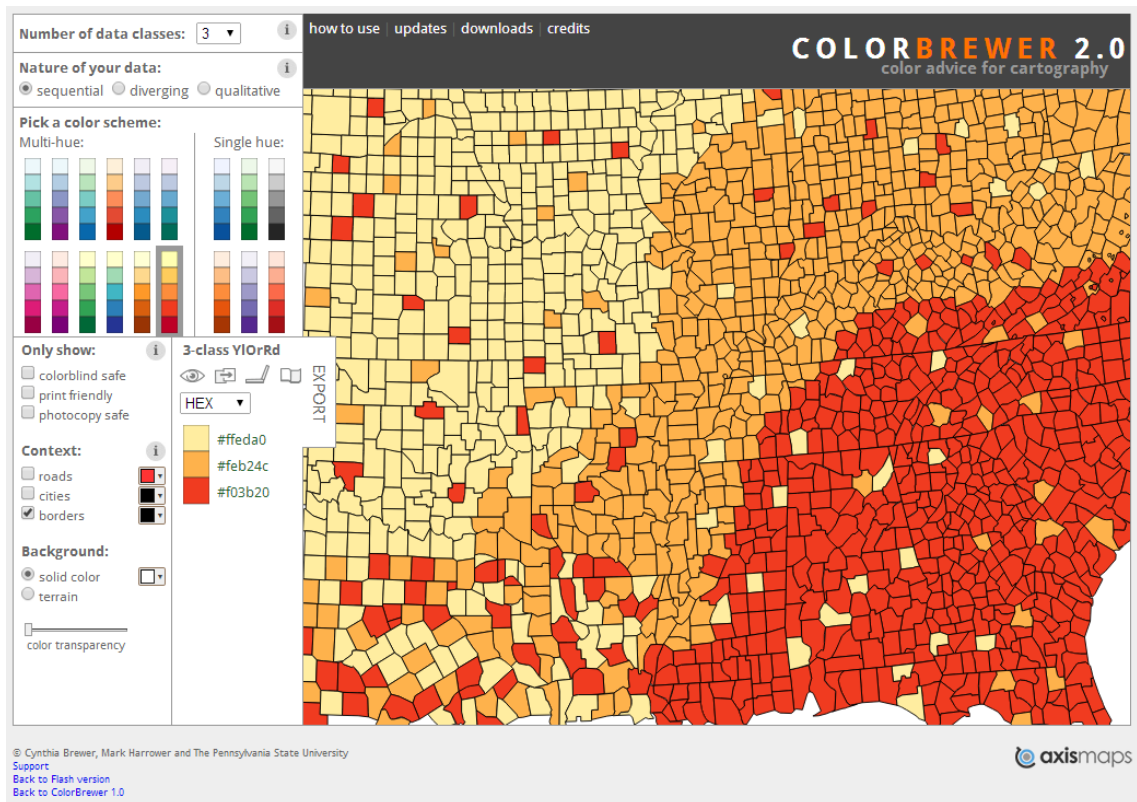 Number of data classes: 3
how to use | updates | downloads | credits
COLORBREWER 2.0
color advice for cartography
Nature of your data:
sequential diverging qualitative
Pick a color scheme:
Multi-hue: Single hue:
Only show:
colorblind safe
print friendly
photocopy safe
Context:
roads
cities
borders
Background:
solid color
terrain
color transparency
3-class YlOrRd
EXPORT
HEX
#ffeda0
#feb24c
#f03b20
© Cynthia Brewer, Mark Harrower and The Pennsylvania State University
Support
Back to Flash version
Back to ColorBrewer 1.0
axismaps